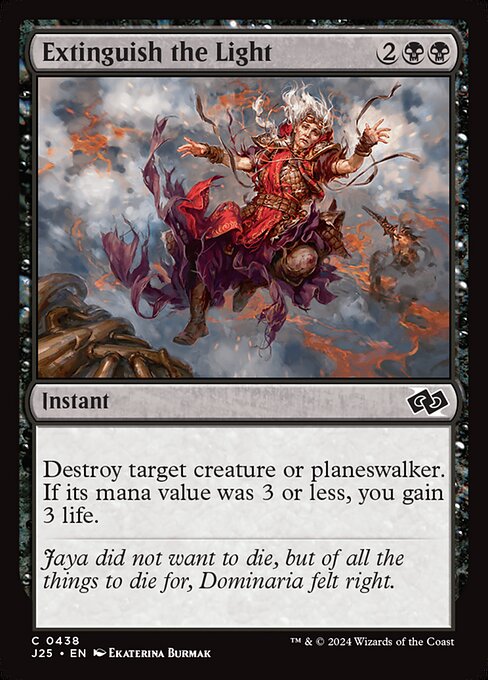 Extinguish the Light 2
Instant
Destroy target creature or planeswalker.
If its mana value was 3 or less, you gain
3 life.
Jaya did not want to die, but of all the
things to die for, Dominaria felt right.
C 0438
J25 • EN Ekaterina Burmak
™ & © 2024 Wizards of the Coast